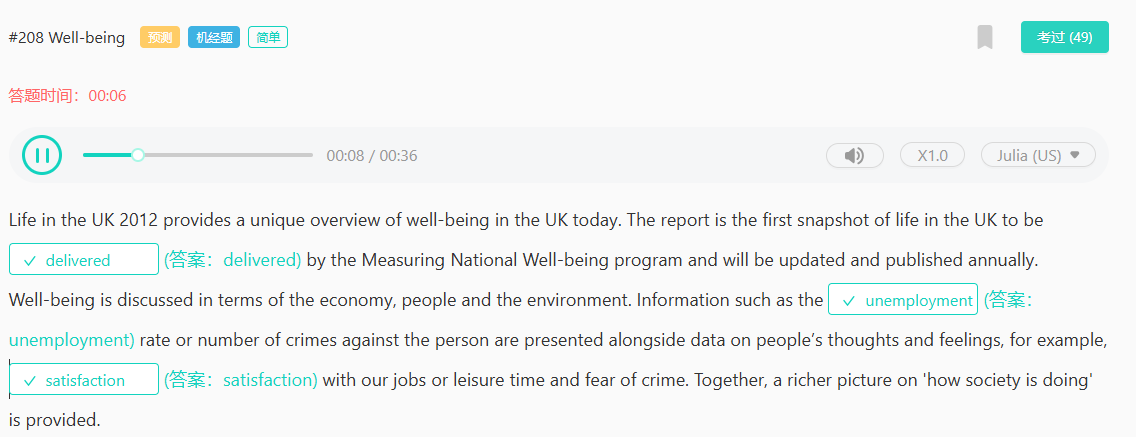 #208 Well-being 预测 机经题 简单 考过 (49)
答题时间：00:06
00:08 / 00:36 X1.0 Julia (US)
Life in the UK 2012 provides a unique overview of well-being in the UK today. The report is the first snapshot of life in the UK to be
delivered (答案：delivered) by the Measuring National Well-being program and will be updated and published annually.
Well-being is discussed in terms of the economy, people and the environment. Information such as the unemployment (答案：
unemployment) rate or number of crimes against the person are presented alongside data on people’s thoughts and feelings, for example,
satisfaction (答案：satisfaction) with our jobs or leisure time and fear of crime. Together, a richer picture on 'how society is doing'
is provided.